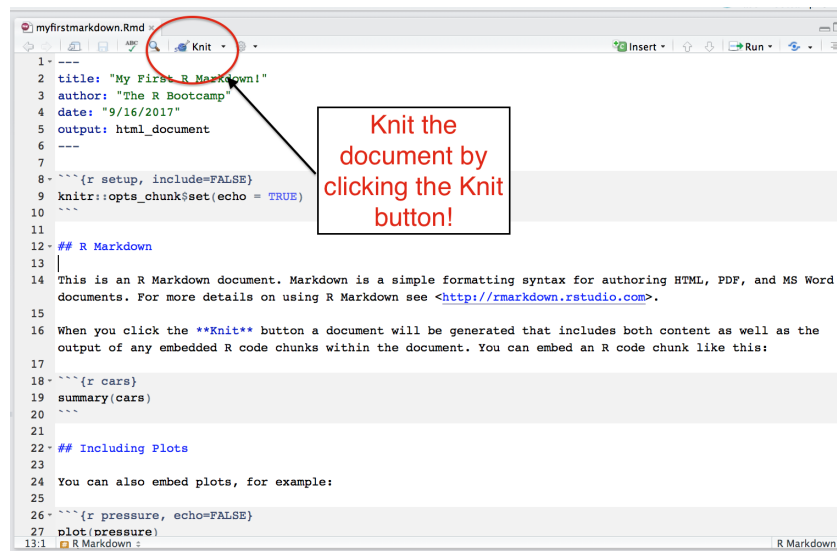 myfirstmarkdown.Rmd
ABC Knit Insert Run
1 ---
2 title: "My First R Markdown!"
3 author: "The R Bootcamp"
4 date: "9/16/2017"
5 output: html_document
6 ---
7
8 ```{r setup, include=FALSE}
9 knitr::opts_chunk$set(echo = TRUE)
10 ```
11
12 ## R Markdown
13
14 This is an R Markdown document. Markdown is a simple formatting syntax for authoring HTML, PDF, and MS Word
documents. For more details on using R Markdown see <http://rmarkdown.rstudio.com>.
15
16 When you click the **Knit** button a document will be generated that includes both content as well as the
output of any embedded R code chunks within the document. You can embed an R code chunk like this:
17
18 ```{r cars}
19 summary(cars)
20 ```
21
22 ## Including Plots
23
24 You can also embed plots, for example:
25
26 ```{r pressure, echo=FALSE}
27 plot(pressure)
13:1 R Markdown R Markdown
Knit the
document by
clicking the Knit
button!